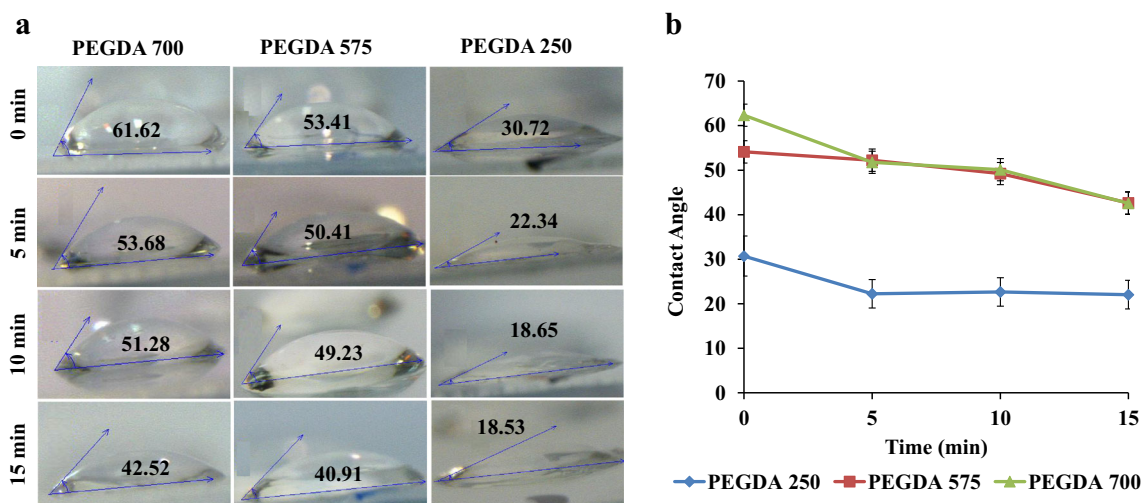 a
PEGDA 700 PEGDA 575 PEGDA 250
0 min
61.62 53.41 30.72
5 min
53.68 50.41 22.34
10 min
51.28 49.23 18.65
15 min
42.52 40.91 18.53
b
Contact Angle
70
60
50
40
30
20
10
0
0 5 10 15
Time (min)
PEGDA 250 PEGDA 575 PEGDA 700